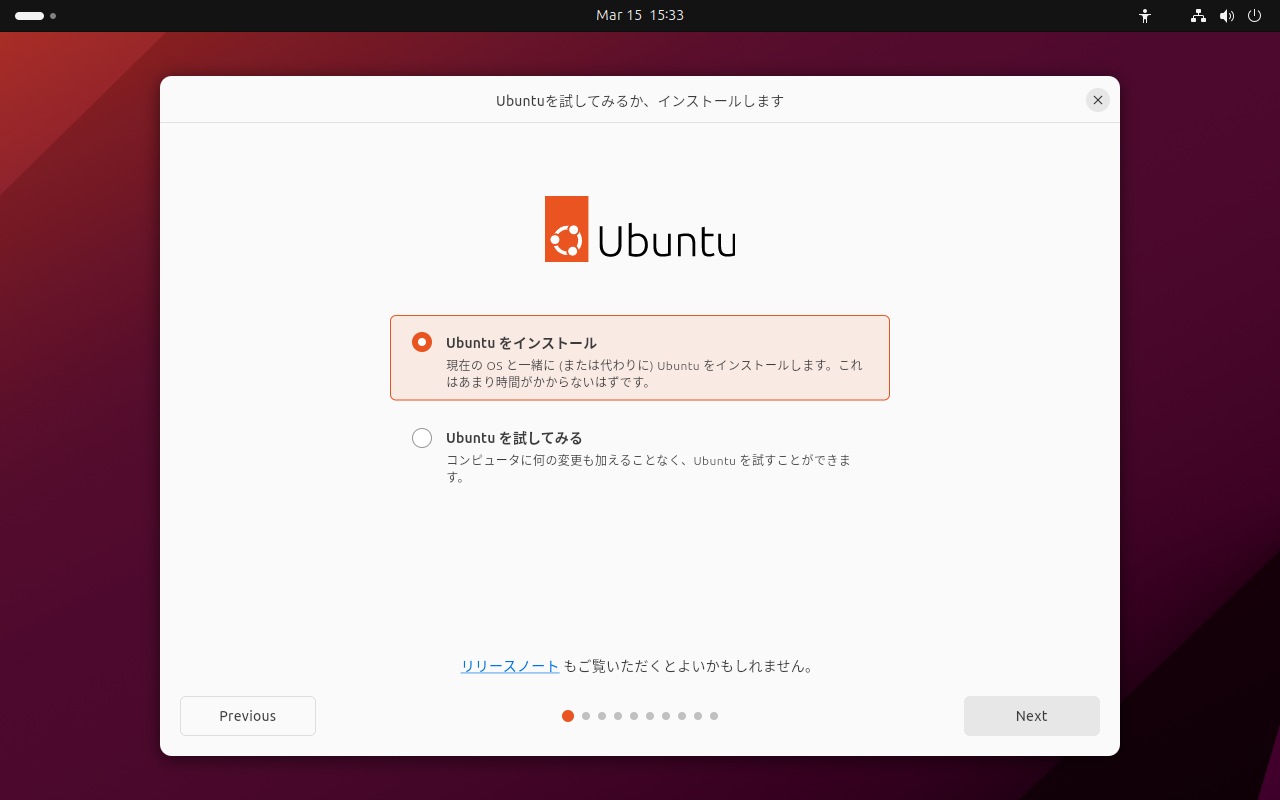 Mar 15 15:33
Ubuntuを試してみるか、インストールします
Ubuntu
Ubuntu をインストール
現在の OS と一緒に (または代わりに) Ubuntu をインストールします。これ
はあまり時間がかからないはずです。
Ubuntu を試してみる
コンピュータに何の変更も加えることなく、Ubuntu を試すことができま
す。
リリースノート もご覧いただくとよいかもしれません。
Previous
Next